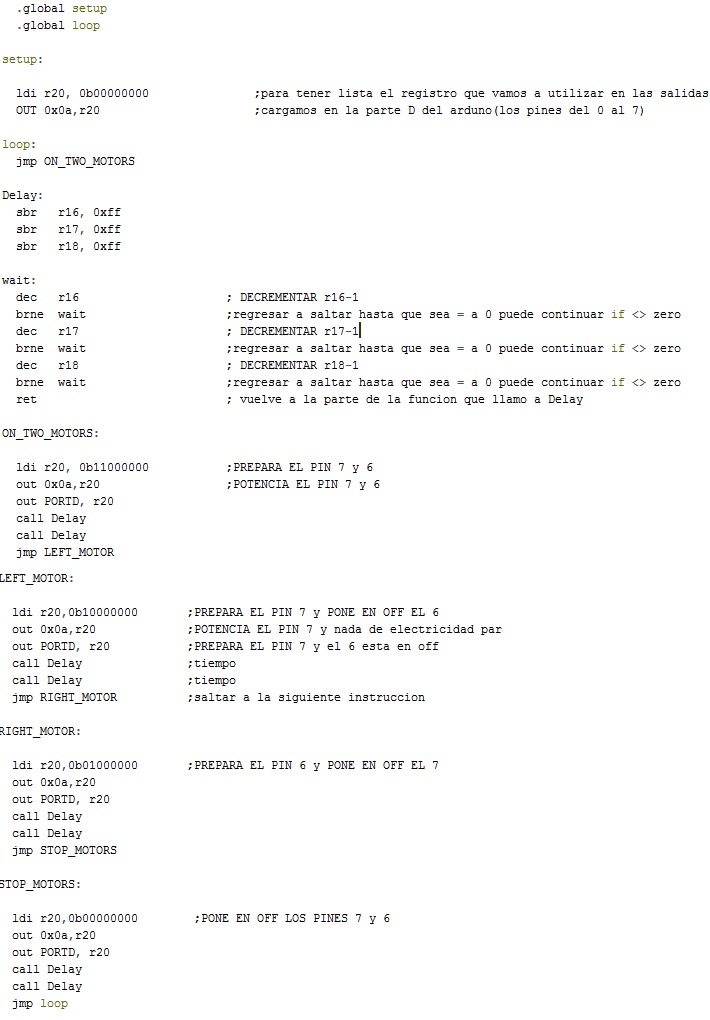 .global setup
.global loop
setup:
ldi r20, 0b00000000 ;para tener lista el registro que vamos a utilizar en las salidas
OUT 0x0a,r20 ;cargamos en la parte D del arduno(los pines del 0 al 7)
loop:
jmp ON_TWO_MOTORS
Delay:
sbr r16, 0xff
sbr r17, 0xff
sbr r18, 0xff
wait:
dec r16 ; DECREMENTAR r16-1
brne wait ;regresar a saltar hasta que sea = a 0 puede continuar if <> zero
dec r17 ; DECREMENTAR r17-1
brne wait ;regresar a saltar hasta que sea = a 0 puede continuar if <> zero
dec r18 ; DECREMENTAR r18-1
brne wait ;regresar a saltar hasta que sea = a 0 puede continuar if <> zero
ret ; vuelve a la parte de la funcion que llamo a Delay
ON_TWO_MOTORS:
ldi r20, 0b11000000 ;PREPARA EL PIN 7 y 6
out 0x0a,r20 ;POTENCIA EL PIN 7 y 6
out PORTD, r20
call Delay
call Delay
jmp LEFT_MOTOR
LEFT_MOTOR:
ldi r20,0b10000000 ;PREPARA EL PIN 7 y PONE EN OFF EL 6
out 0x0a,r20 ;POTENCIA EL PIN 7 y nada de electricidad par
out PORTD, r20 ;PREPARA EL PIN 7 y el 6 esta en off
call Delay ;tiempo
call Delay ;tiempo
jmp RIGHT_MOTOR ;saltar a la siguiente instruccion
RIGHT_MOTOR:
ldi r20,0b01000000 ;PREPARA EL PIN 6 y PONE EN OFF EL 7
out 0x0a,r20
out PORTD, r20
call Delay
call Delay
jmp STOP_MOTORS
STOP_MOTORS:
ldi r20,0b00000000 ;PONE EN OFF LOS PINES 7 y 6
out 0x0a,r20
out PORTD, r20
call Delay
call Delay
jmp loop